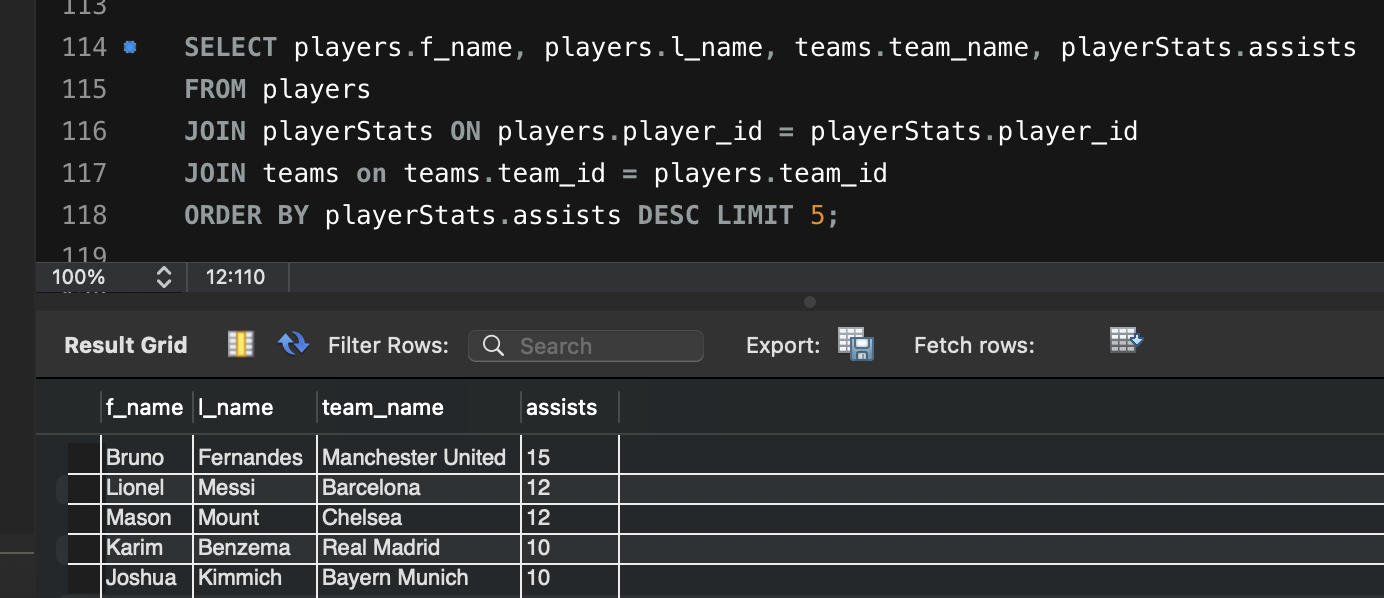 113
114 SELECT players.f_name, players.l_name, teams.team_name, playerStats.assists
115 FROM players
116 JOIN playerStats ON players.player_id = playerStats.player_id
117 JOIN teams on teams.team_id = players.team_id
118 ORDER BY playerStats.assists DESC LIMIT 5;
119
100% 12:110
Result Grid Filter Rows: Search Export: Fetch rows:
f_name l_name team_name assists
Bruno Fernandes Manchester United 15
Lionel Messi Barcelona 12
Mason Mount Chelsea 12
Karim Benzema Real Madrid 10
Joshua Kimmich Bayern Munich 10